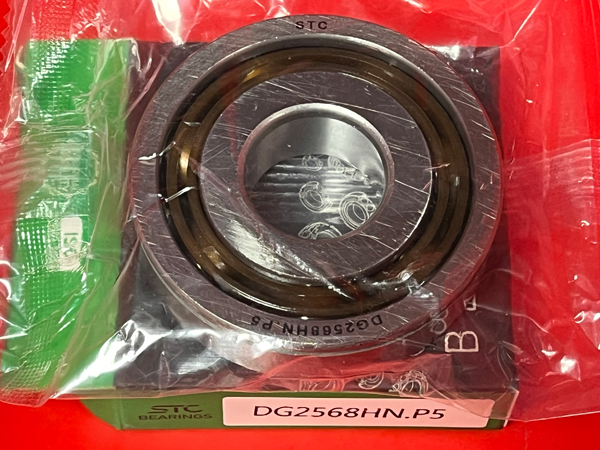 STC
DG2568HN P5
B
STC
BEARINGS
DG2568HN.P5